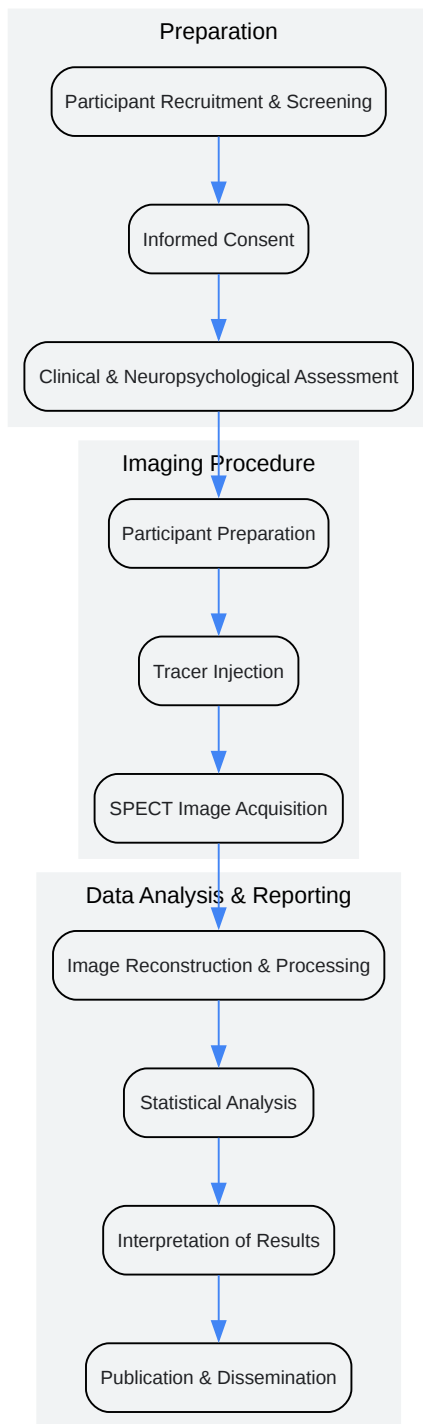 Preparation
Participant Recruitment & Screening
Informed Consent
Clinical & Neuropsychological Assessment
Imaging Procedure
Participant Preparation
Tracer Injection
SPECT Image Acquisition
Data Analysis & Reporting
Image Reconstruction & Processing
Statistical Analysis
Interpretation of Results
Publication & Dissemination